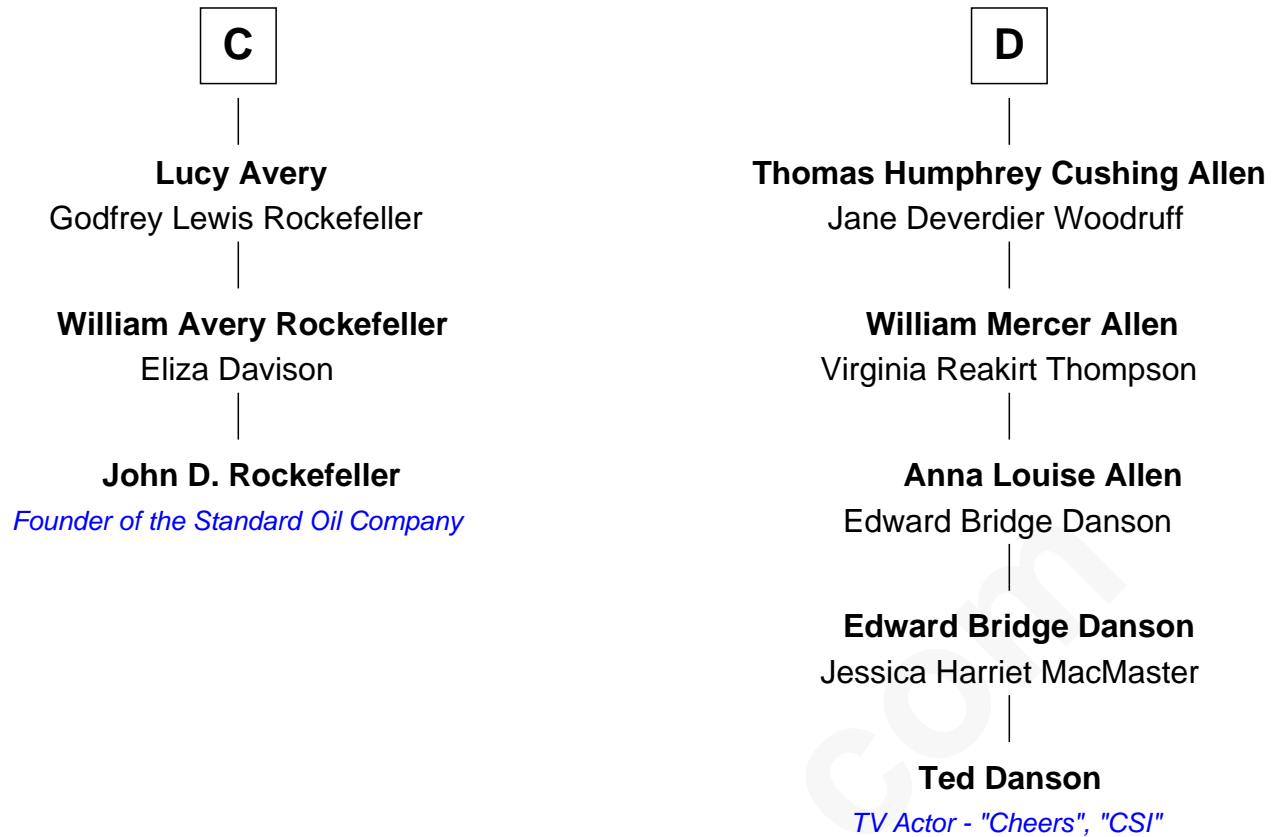 C
Lucy Avery
Godfrey Lewis Rockefeller
William Avery Rockefeller
Eliza Davison
John D. Rockefeller
Founder of the Standard Oil Company
D
Thomas Humphrey Cushing Allen
Jane Deverdier Woodruff
William Mercer Allen
Virginia Reakirt Thompson
Anna Louise Allen
Edward Bridge Danson
Edward Bridge Danson
Jessica Harriet MacMaster
Ted Danson
TV Actor - "Cheers", "CSI"
com